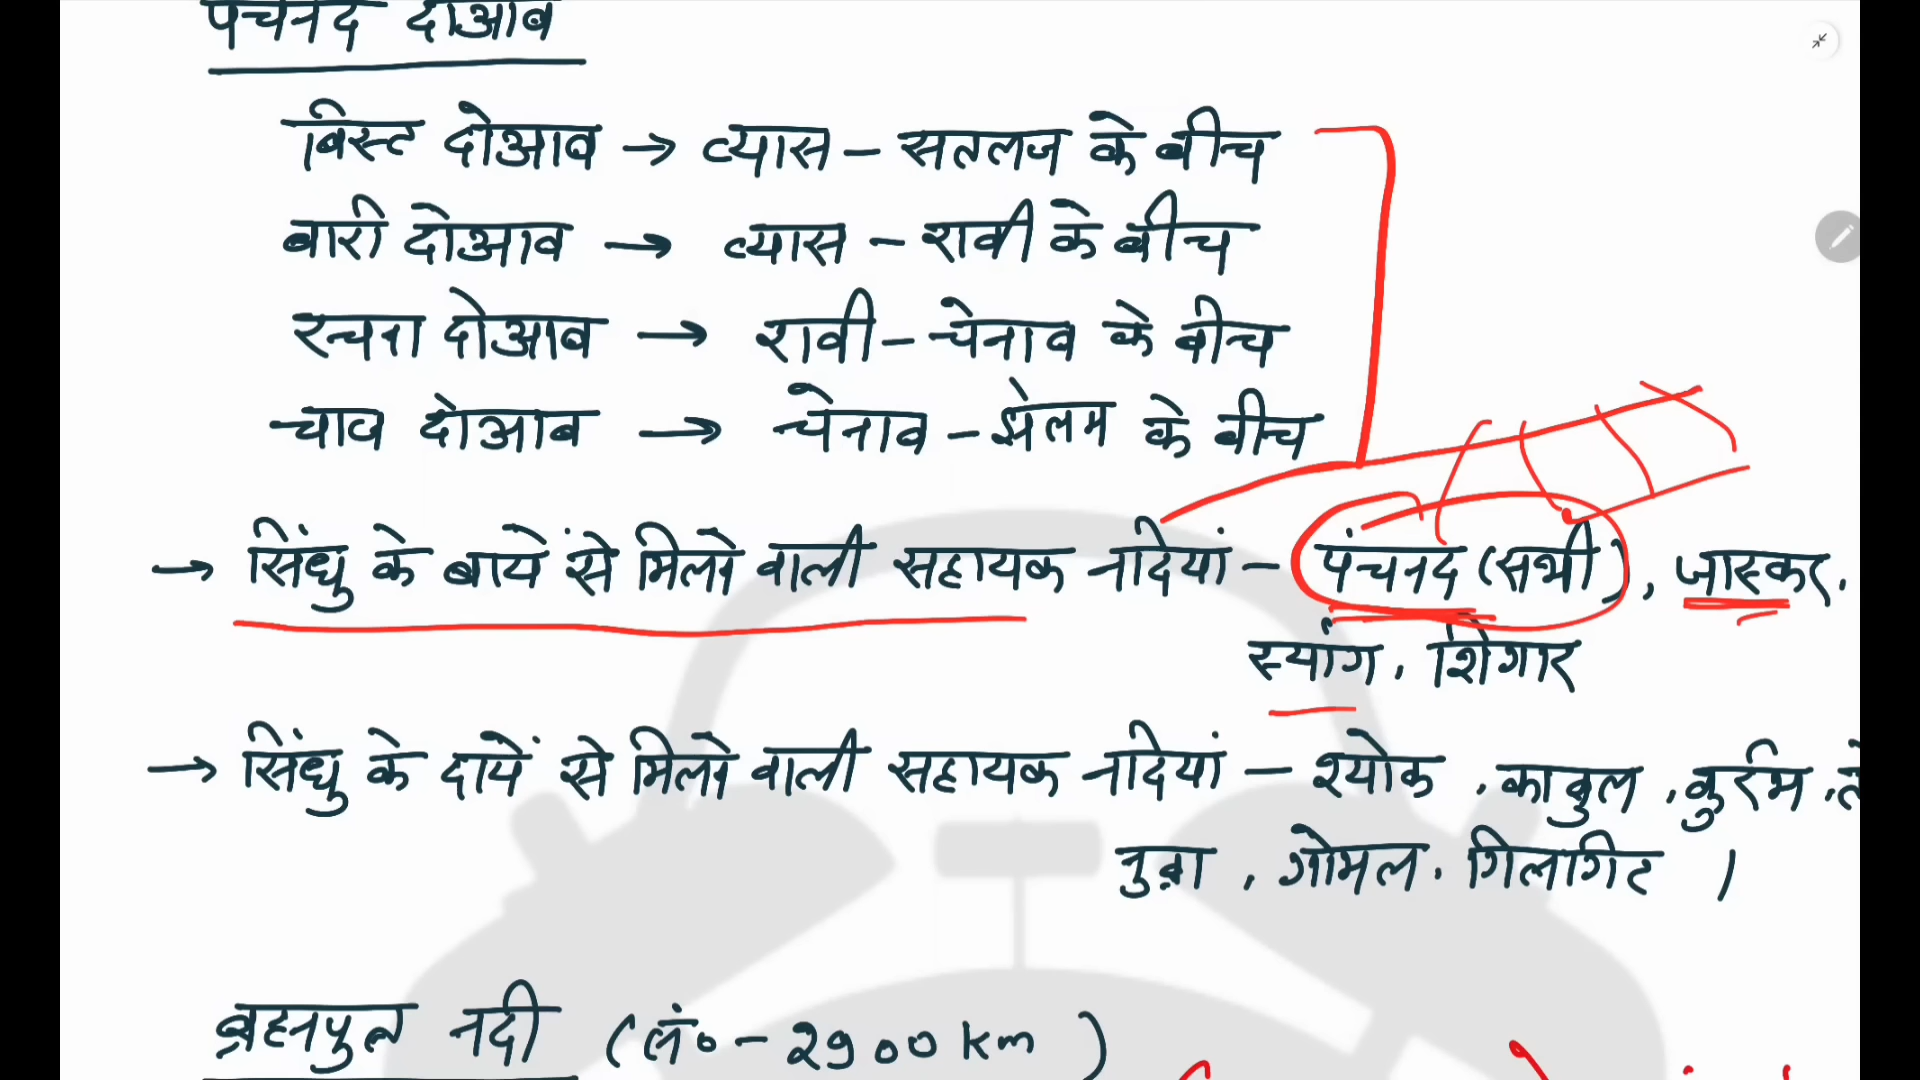 पंचनद दोआब
बिस्ट दोआब → व्यास – सतलज के बीच
बारी दोआब → व्यास – रावी के बीच
रचना दोआब → रावी – चेनाब के बीच
चाज दोआब → चेनाब – झेलम के बीच
→ सिंधु के बायें से मिलने वाली सहायक नदियां – पंचनद (सभी), जास्कर,
स्यांग, शिगार
→ सिंधु के दायें से मिलने वाली सहायक नदियां – श्योक, काबुल, कुर्रम,
नुब्रा, गोमल, गिलगिट ।
ब्रह्मपुत्र नदी (लं० – 2900 km)